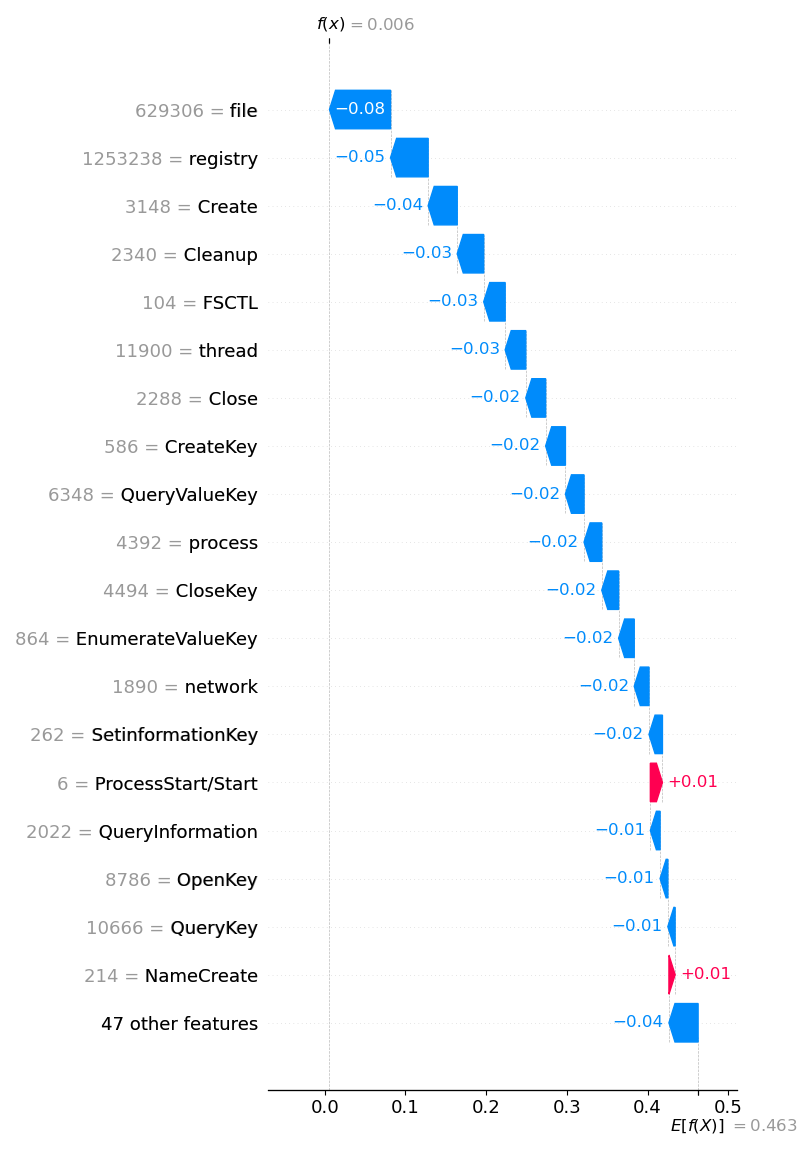 f(x) = 0.006
629306 = file −0.08
1253238 = registry −0.05
3148 = Create −0.04
2340 = Cleanup −0.03
104 = FSCTL −0.03
11900 = thread −0.03
2288 = Close −0.02
586 = CreateKey −0.02
6348 = QueryValueKey −0.02
4392 = process −0.02
4494 = CloseKey −0.02
864 = EnumerateValueKey −0.02
1890 = network −0.02
262 = SetinformationKey −0.02
6 = ProcessStart/Start +0.01
2022 = QueryInformation −0.01
8786 = OpenKey −0.01
10666 = QueryKey −0.01
214 = NameCreate +0.01
47 other features −0.04
0.0 0.1 0.2 0.3 0.4 0.5
E[f(X)] = 0.463